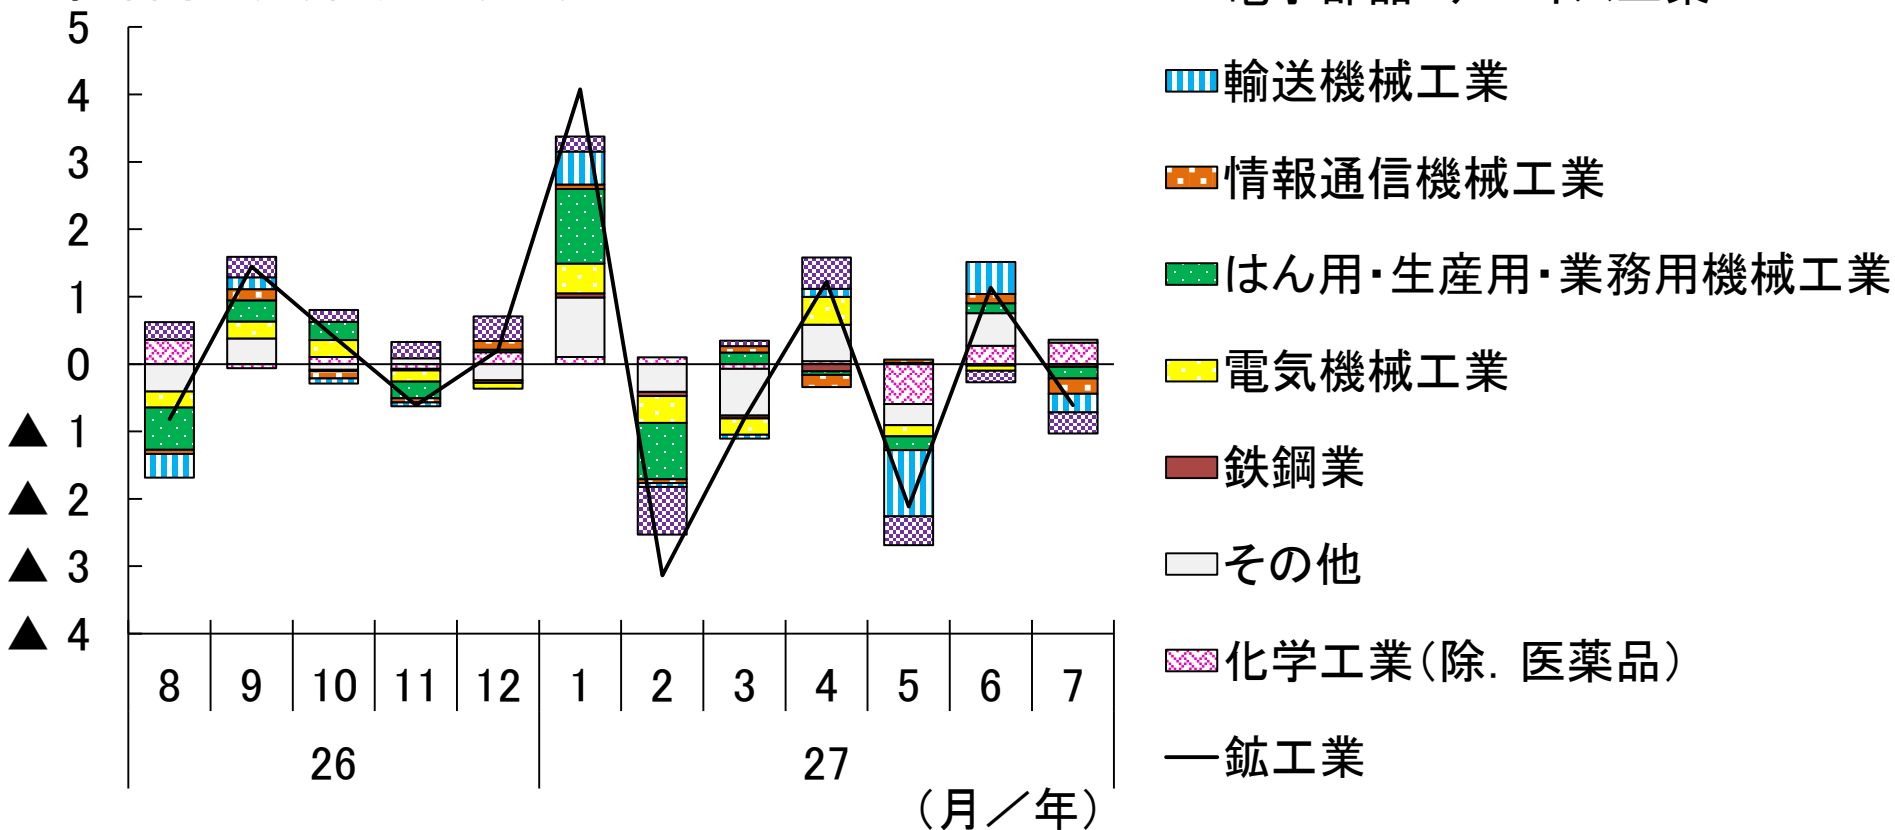 5
4
3
2
1
0
▲ 1
▲ 2
▲ 3
▲ 4
8 9 10 11 12 1 2 3 4 5 6 7
26 27
(月／年)
輸送機械工業
情報通信機械工業
はん用・生産用・業務用機械工業
電気機械工業
鉄鋼業
その他
化学工業(除．医薬品)
鉱工業